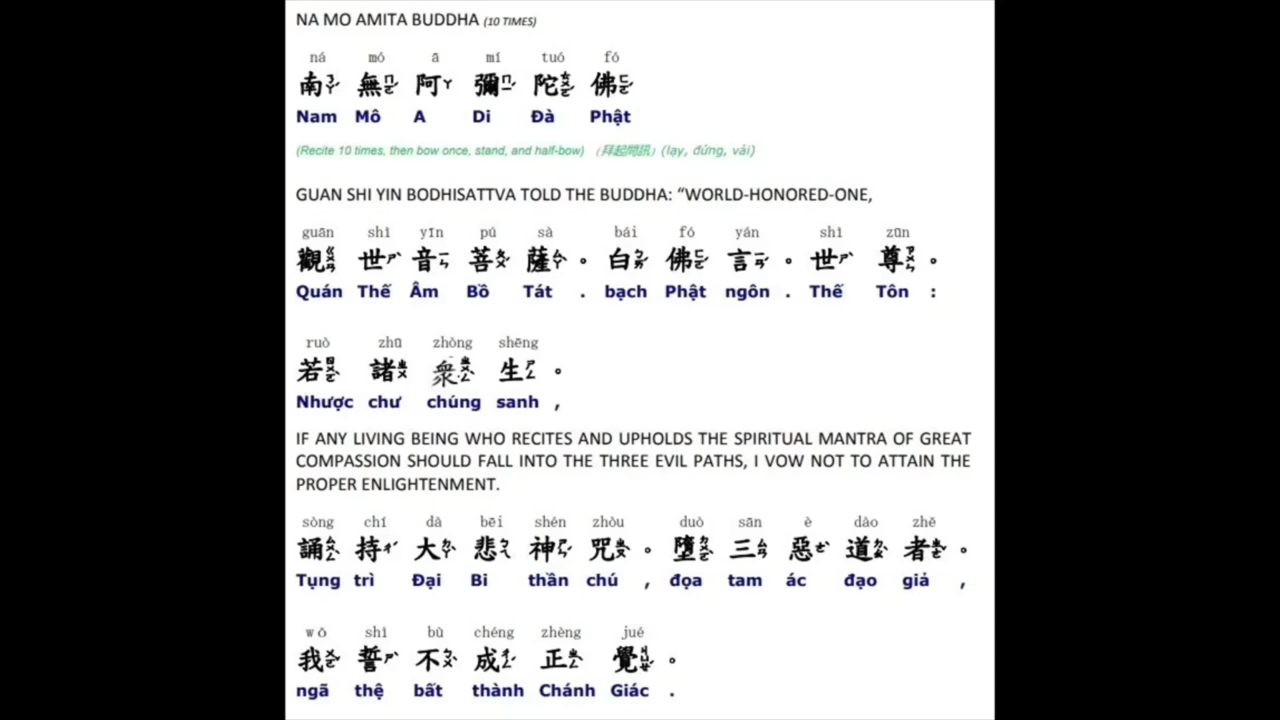 NA MO AMITA BUDDHA (10 TIMES)
ná mó ā mí tuó fó
南無阿彌陀佛
Nam Mô A Di Đà Phật
(Recite 10 times, then bow once, stand, and half-bow) （拜起問訊）(lạy, đứng, vái)
GUAN SHI YIN BODHISATTVA TOLD THE BUDDHA: “WORLD-HONORED-ONE,
guān shì yīn pú sà bái fó yán shì zūn
觀世音菩薩。白佛言。世尊。
Quán Thế Âm Bồ Tát . bạch Phật ngôn . Thế Tôn :
ruò zhū zhòng shēng
若諸衆生。
Nhược chư chúng sanh ,
IF ANY LIVING BEING WHO RECITES AND UPHOLDS THE SPIRITUAL MANTRA OF GREAT
COMPASSION SHOULD FALL INTO THE THREE EVIL PATHS, I VOW NOT TO ATTAIN THE
PROPER ENLIGHTENMENT.
sòng chí dà bēi shén zhòu duò sān è dào zhě
誦持大悲神咒。墮三惡道者。
Tụng trì Đại Bi thần chú , đọa tam ác đạo giả ,
wǒ shì bù chéng zhèng jué
我誓不成正覺。
ngã thệ bất thành Chánh Giác .